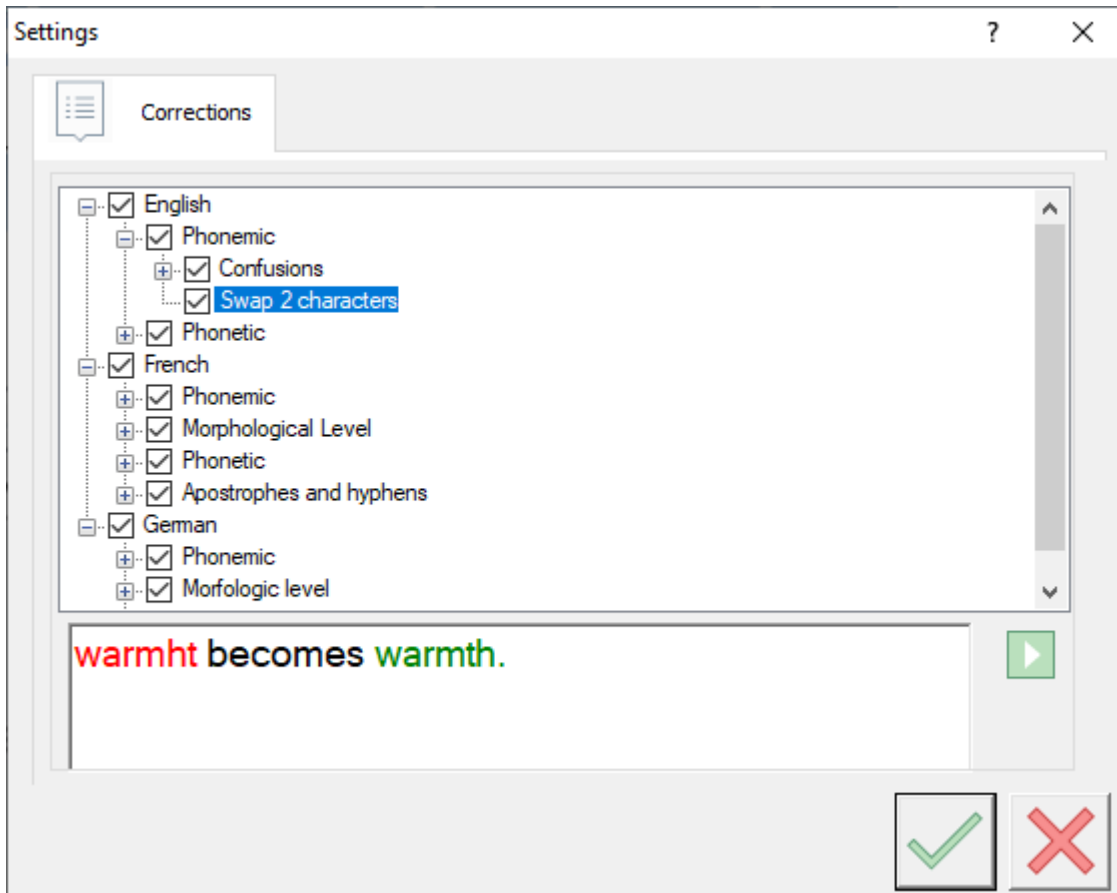 Settings
?
Corrections
English
Phonemic
Confusions
Swap 2 characters
Phonetic
French
Phonemic
Morphological Level
Phonetic
Apostrophes and hyphens
German
Phonemic
Morfologic level
warmht becomes warmth.